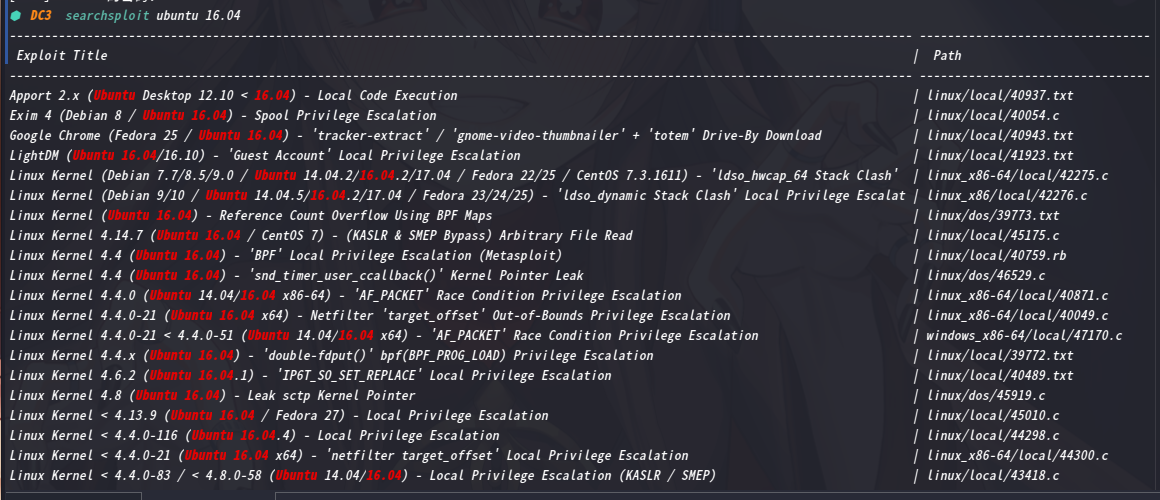 DC3 searchsploit ubuntu 16.04
Exploit Title | Path
Apport 2.x (Ubuntu Desktop 12.10 < 16.04) - Local Code Execution | linux/local/40937.txt
Exim 4 (Debian 8 / Ubuntu 16.04) - Spool Privilege Escalation | linux/local/40054.c
Google Chrome (Fedora 25 / Ubuntu 16.04) - 'tracker-extract' / 'gnome-video-thumbnailer' + 'totem' Drive-By Download | linux/local/40943.txt
LightDM (Ubuntu 16.04/16.10) - 'Guest Account' Local Privilege Escalation | linux/local/41923.txt
Linux Kernel (Debian 7.7/8.5/9.0 / Ubuntu 14.04.2/16.04.2/17.04 / Fedora 22/25 / CentOS 7.3.1611) - 'ldso_hwcap_64 Stack Clash' | linux_x86-64/local/42275.c
Linux Kernel (Debian 9/10 / Ubuntu 14.04.5/16.04.2/17.04 / Fedora 23/24/25) - 'ldso_dynamic Stack Clash' Local Privilege Escalat | linux_x86/local/42276.c
Linux Kernel (Ubuntu 16.04) - Reference Count Overflow Using BPF Maps | linux/dos/39773.txt
Linux Kernel 4.14.7 (Ubuntu 16.04 / CentOS 7) - (KASLR & SMEP Bypass) Arbitrary File Read | linux/local/45175.c
Linux Kernel 4.4 (Ubuntu 16.04) - 'BPF' Local Privilege Escalation (Metasploit) | linux/local/40759.rb
Linux Kernel 4.4 (Ubuntu 16.04) - 'snd_timer_user_ccallback()' Kernel Pointer Leak | linux/dos/46529.c
Linux Kernel 4.4.0 (Ubuntu 14.04/16.04 x86-64) - 'AF_PACKET' Race Condition Privilege Escalation | linux_x86-64/local/40871.c
Linux Kernel 4.4.0-21 (Ubuntu 16.04 x64) - Netfilter 'target_offset' Out-of-Bounds Privilege Escalation | linux_x86-64/local/40049.c
Linux Kernel 4.4.0-21 < 4.4.0-51 (Ubuntu 14.04/16.04 x64) - 'AF_PACKET' Race Condition Privilege Escalation | windows_x86-64/local/47170.c
Linux Kernel 4.4.x (Ubuntu 16.04) - 'double-fdput()' bpf(BPF_PROG_LOAD) Privilege Escalation | linux/local/39772.txt
Linux Kernel 4.6.2 (Ubuntu 16.04.1) - 'IP6T_SO_SET_REPLACE' Local Privilege Escalation | linux/local/40489.txt
Linux Kernel 4.8 (Ubuntu 16.04) - Leak sctp Kernel Pointer | linux/dos/45919.c
Linux Kernel < 4.13.9 (Ubuntu 16.04 / Fedora 27) - Local Privilege Escalation | linux/local/45010.c
Linux Kernel < 4.4.0-116 (Ubuntu 16.04.4) - Local Privilege Escalation | linux/local/44298.c
Linux Kernel < 4.4.0-21 (Ubuntu 16.04 x64) - 'netfilter target_offset' Local Privilege Escalation | linux_x86-64/local/44300.c
Linux Kernel < 4.4.0-83 / < 4.8.0-58 (Ubuntu 14.04/16.04) - Local Privilege Escalation (KASLR / SMEP) | linux/local/43418.c